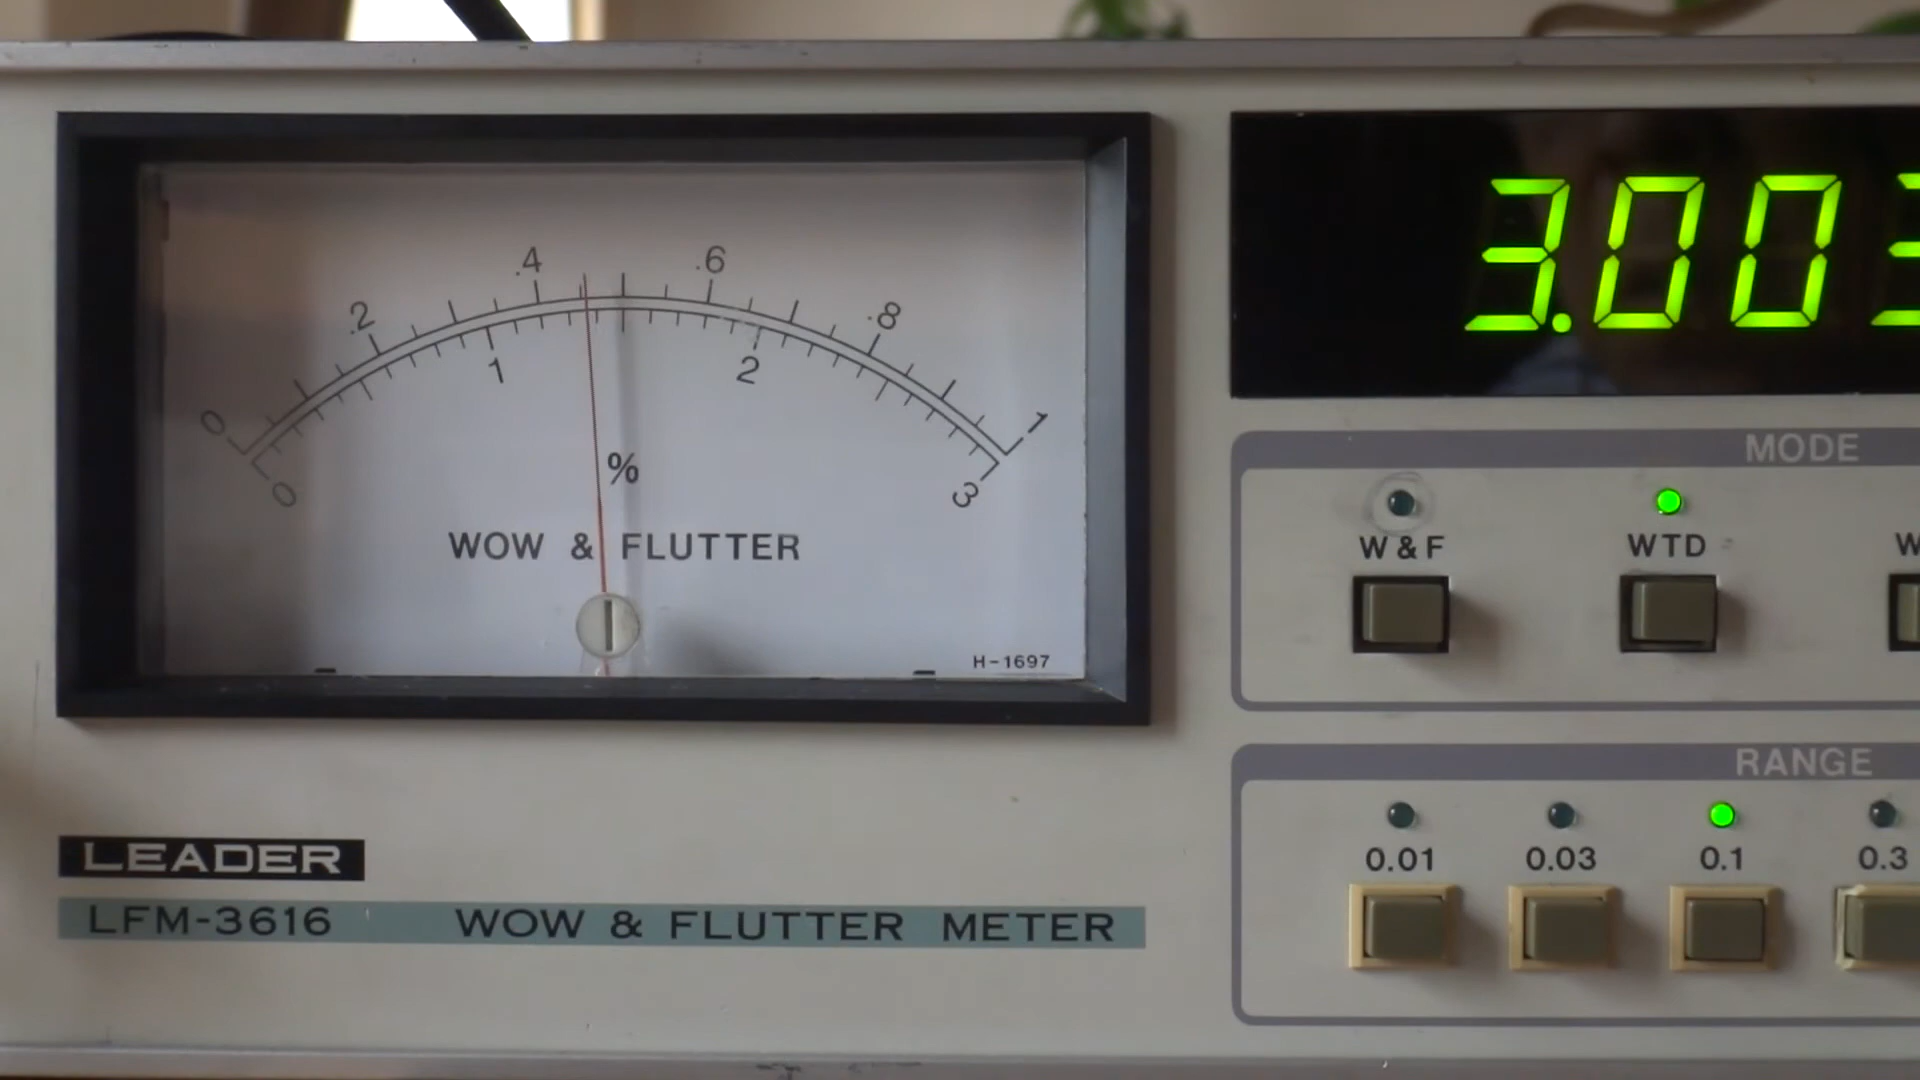 .4 .6
.2 .8
1 2
0 1
0 3
%
WOW & FLUTTER
H-1697
3.00
MODE
W & F WTD
RANGE
0.01 0.03 0.1 0.3
LEADER
LFM-3616 WOW & FLUTTER METER